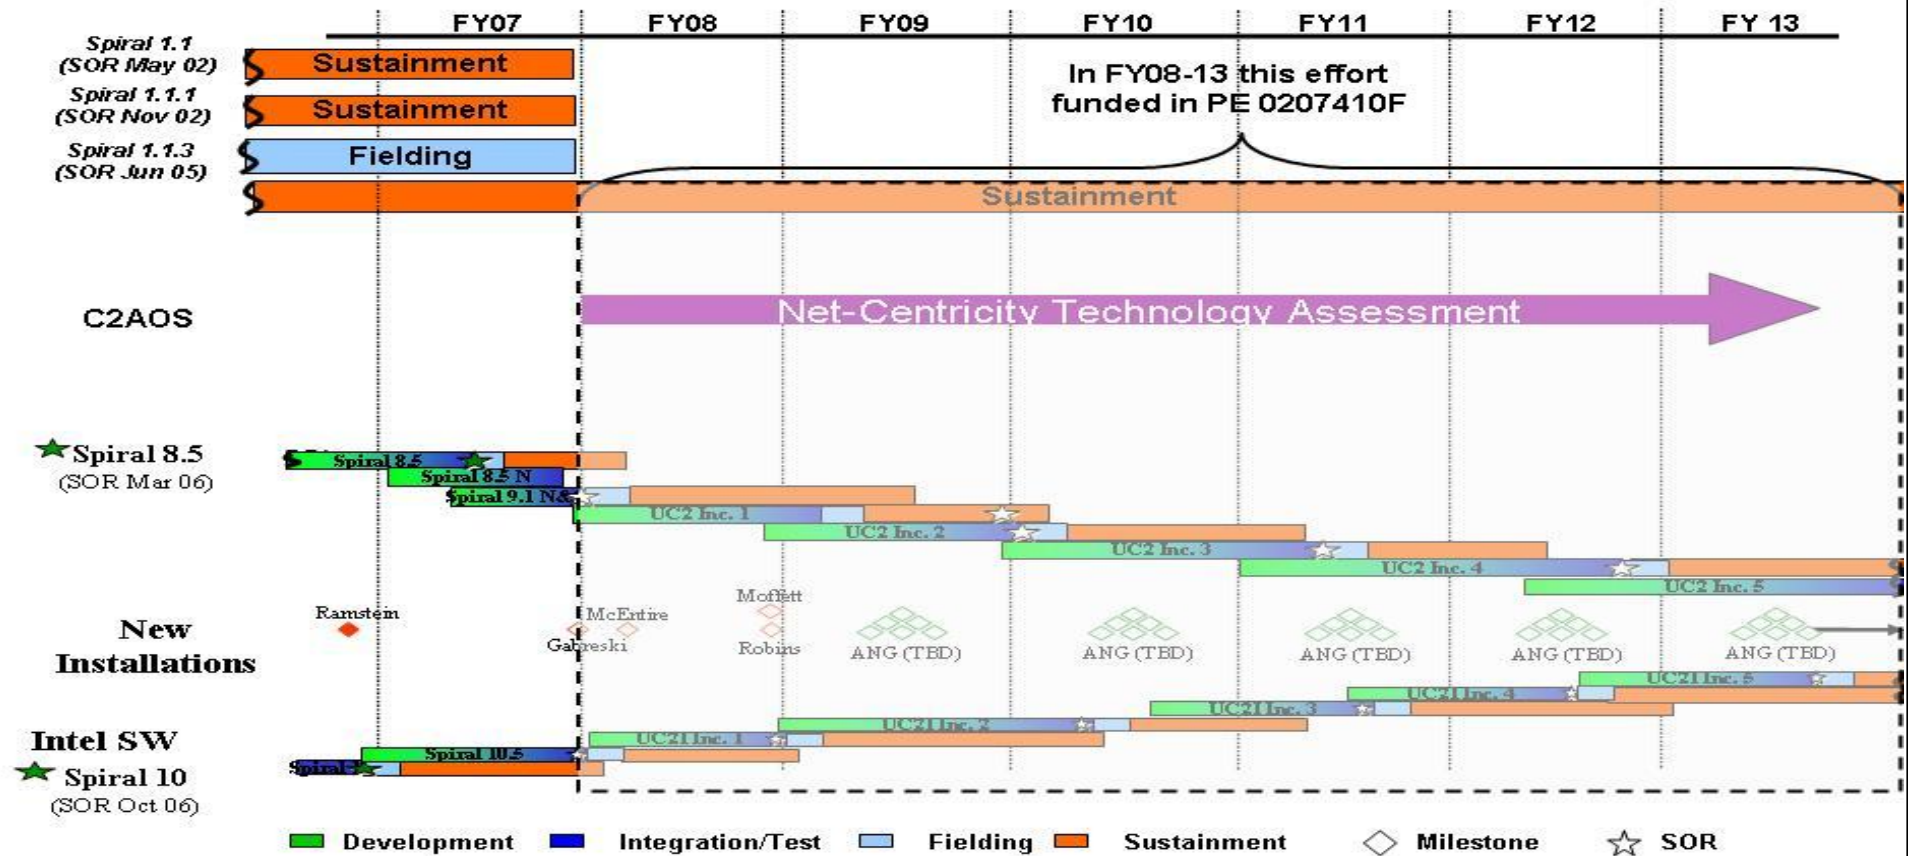 FY07 FY08 FY09 FY10 FY11 FY12 FY 13
Spiral 1.1
(SOR May 02)
Sustainment
In FY08-13 this effort
funded in PE 0207410F
Spiral 1.1.1
(SOR Nov 02)
Sustainment
Spiral 1.1.3
(SOR Jun 05)
Fielding
Sustainment
C2AOS
Net-Centricity Technology Assessment
Spiral 8.5
(SOR Mar 06)
Spiral 8.5
Spiral 8.5 N
Spiral 9.1 N&
UC2 Inc. 1
UC2 Inc. 2
UC2 Inc. 3
UC2 Inc. 4
UC2 Inc. 5
New
Installations
Ramstein
Gabreski
McEntire
Moffett
Robins
ANG (TBD)
ANG (TBD)
ANG (TBD)
ANG (TBD)
ANG (TBD)
UC2I Inc. 5
UC2I Inc. 4
UC2I Inc. 3
UC2I Inc. 2
UC2I Inc. 1
Intel SW
Spiral 10.5
Spiral 10
(SOR Oct 06)
Spiral
Development Integration/Test Fielding Sustainment Milestone SOR